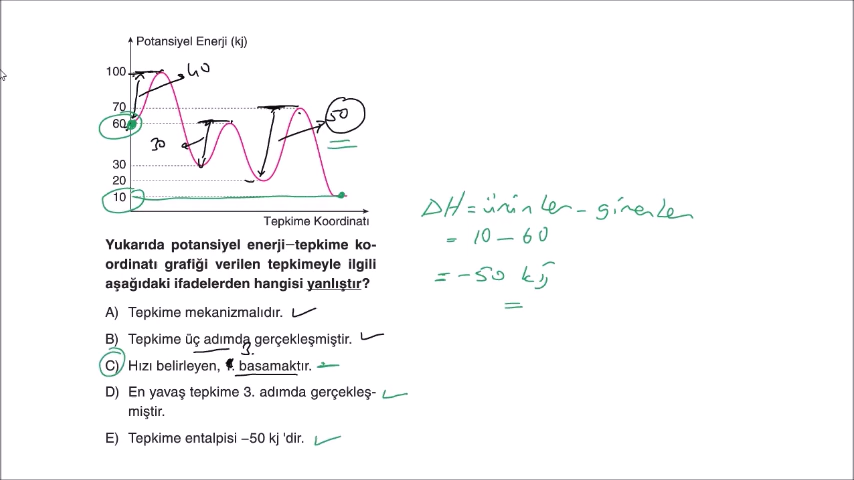 Potansiyel Enerji (kj)
100
40
70
50
60
30
30
20
10
Tepkime Koordinatı
Yukarıda potansiyel enerji–tepkime ko-
ordinatı grafiği verilen tepkimeyle ilgili
aşağıdaki ifadelerden hangisi yanlıştır?
A) Tepkime mekanizmalıdır.
B) Tepkime üç adımda gerçekleşmiştir.
3.
C) Hızı belirleyen, 1. basamaktır.
D) En yavaş tepkime 3. adımda gerçekleş-
miştir.
E) Tepkime entalpisi –50 kj 'dir.
ΔH = ürünler - girenler
= 10 - 60
= -50 kj